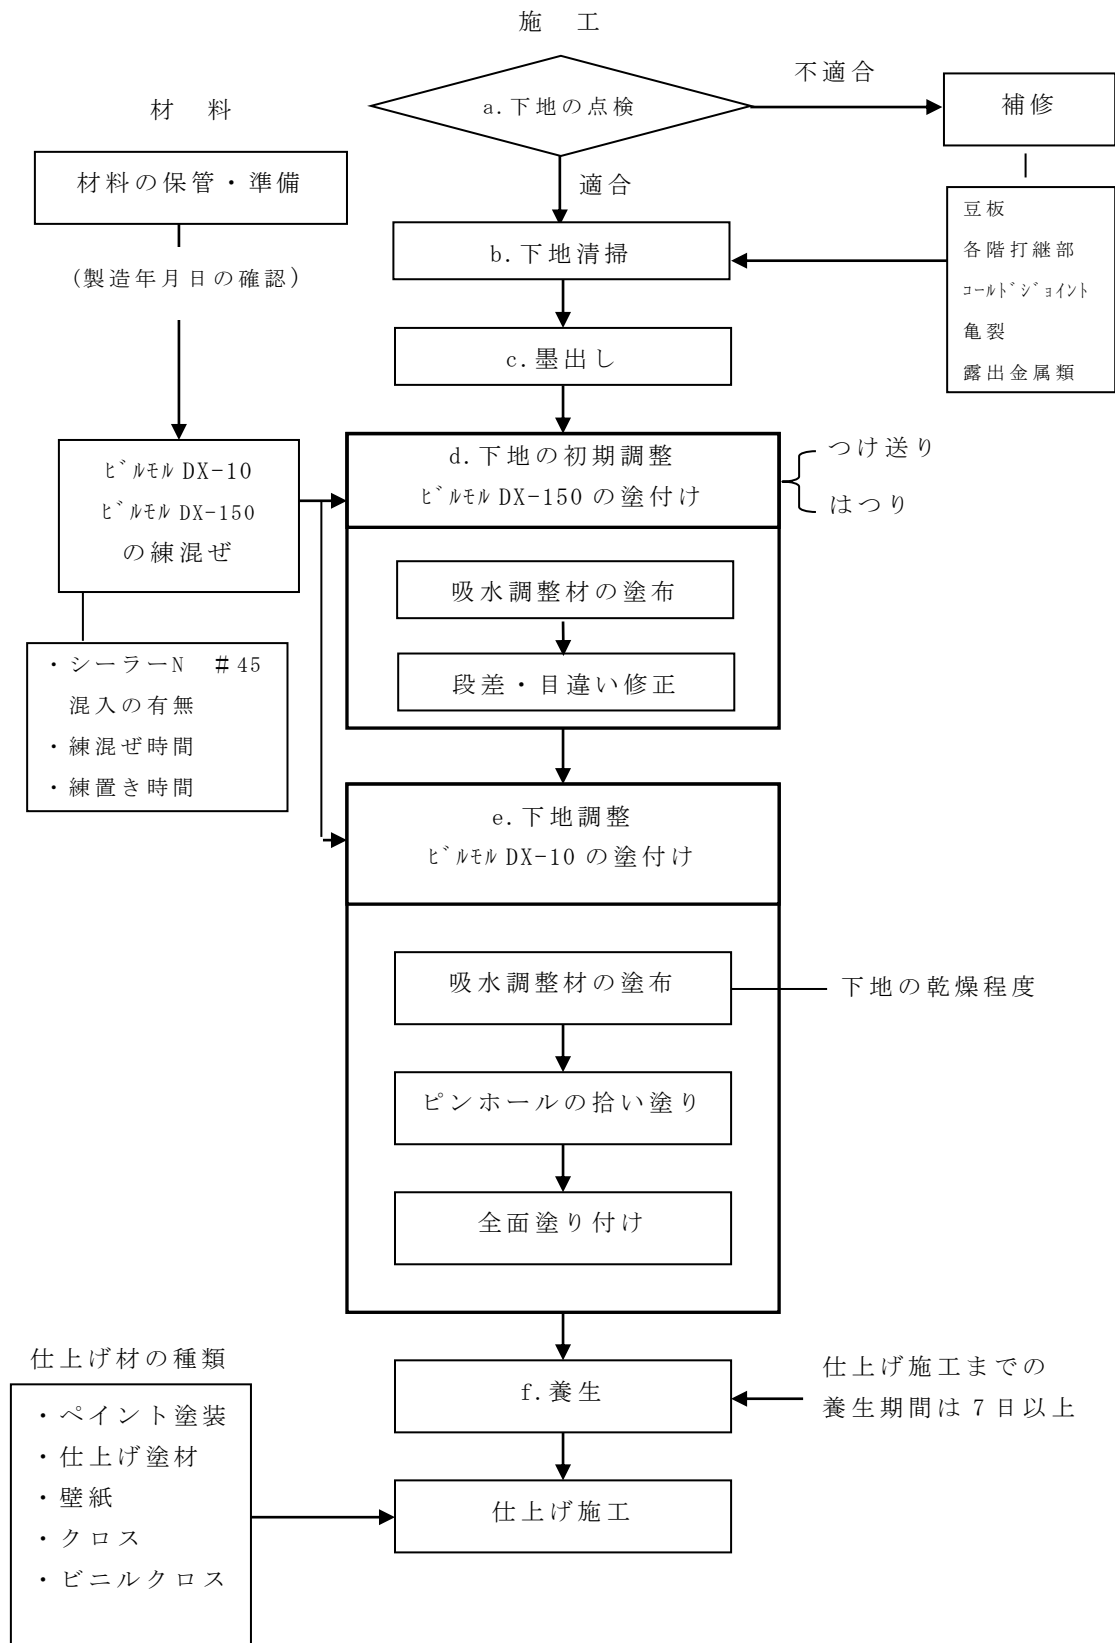 施　工
a.下地の点検
不適合
補修
材　料
材料の保管・準備
適合
豆板
各階打継部
ｺｰﾙﾄﾞｼﾞｮｲﾝﾄ
亀裂
露出金属類
b.下地清掃
(製造年月日の確認)
c.墨出し
ﾋﾞﾙﾓﾙ DX-10
ﾋﾞﾙﾓﾙ DX-150
の練混ぜ
d.下地の初期調整
ﾋﾞﾙﾓﾙ DX-150 の塗付け
つけ送り
はつり
吸水調整材の塗布
段差・目違い修正
・シーラーN　＃45
混入の有無
・練混ぜ時間
・練置き時間
e.下地調整
ﾋﾞﾙﾓﾙ DX-10 の塗付け
吸水調整材の塗布
下地の乾燥程度
ピンホールの拾い塗り
全面塗り付け
f.養生
仕上げ施工までの
養生期間は 7 日以上
仕上げ材の種類
・ペイント塗装
・仕上げ塗材
・壁紙
・クロス
・ビニルクロス
仕上げ施工